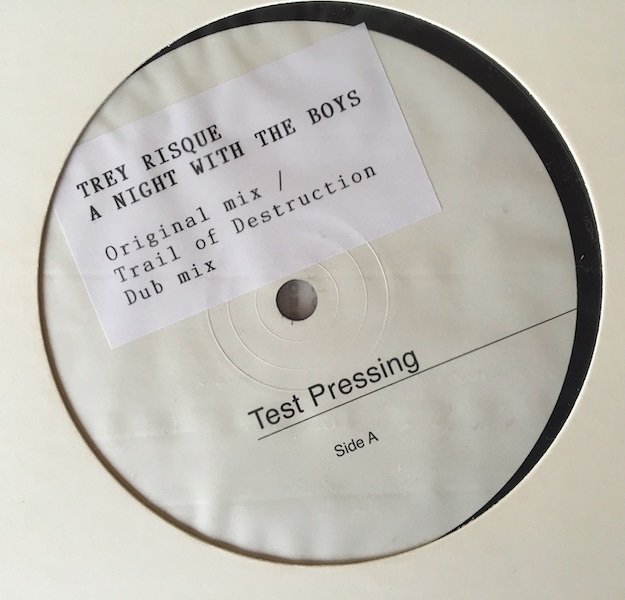 TREY RISQUE
A NIGHT WITH THE BOYS
Original mix /
Trail of Destruction
Dub mix
Test Pressing
Side A